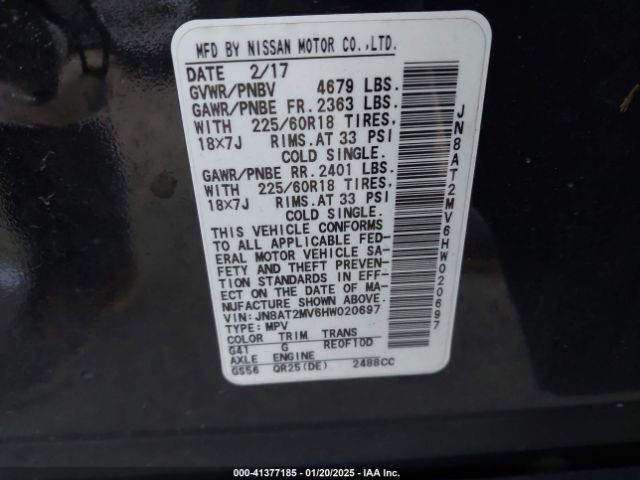 MFD BY NISSAN MOTOR CO.,LTD.
DATE 2/17
GVWR/PNBV 4679 LBS.
GAWR/PNBE FR. 2363 LBS.
WITH 225/60R18 TIRES,
18×7J RIMS.AT 33 PSI
COLD SINGLE.
GAWR/PNBE RR. 2401 LBS.
WITH 225/60R18 TIRES,
18×7J RIMS.AT 33 PSI
COLD SINGLE.
THIS VEHICLE CONFORMS
TO ALL APPLICABLE FED-
ERAL MOTOR VEHICLE SA-
FETY AND THEFT PREVEN-
TION STANDARDS IN EFF-
ECT ON THE DATE OF MA-
NUFACTURE SHOWN ABOVE.
VIN: JN8AT2MV6HW020697
TYPE: MPV
COLOR TRIM TRANS
G41 G RE0F10D
AXLE ENGINE
GS56 QR25(DE) 2488CC
JN8AT2MV6HW020697
000-41377185 - 01/20/2025 - IAA Inc.